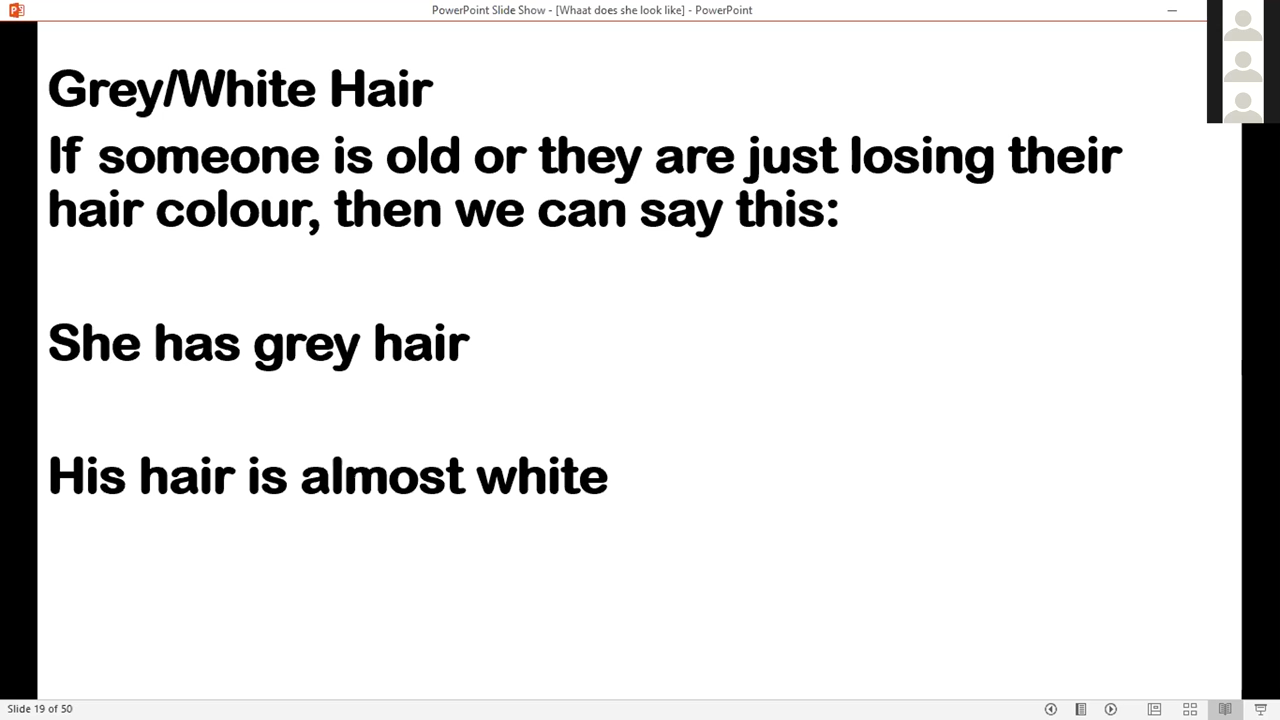 PowerPoint Slide Show - [Whaat does she look like] - PowerPoint
Grey/White Hair
If someone is old or they are just losing their
hair colour, then we can say this:
She has grey hair
His hair is almost white
Slide 19 of 50